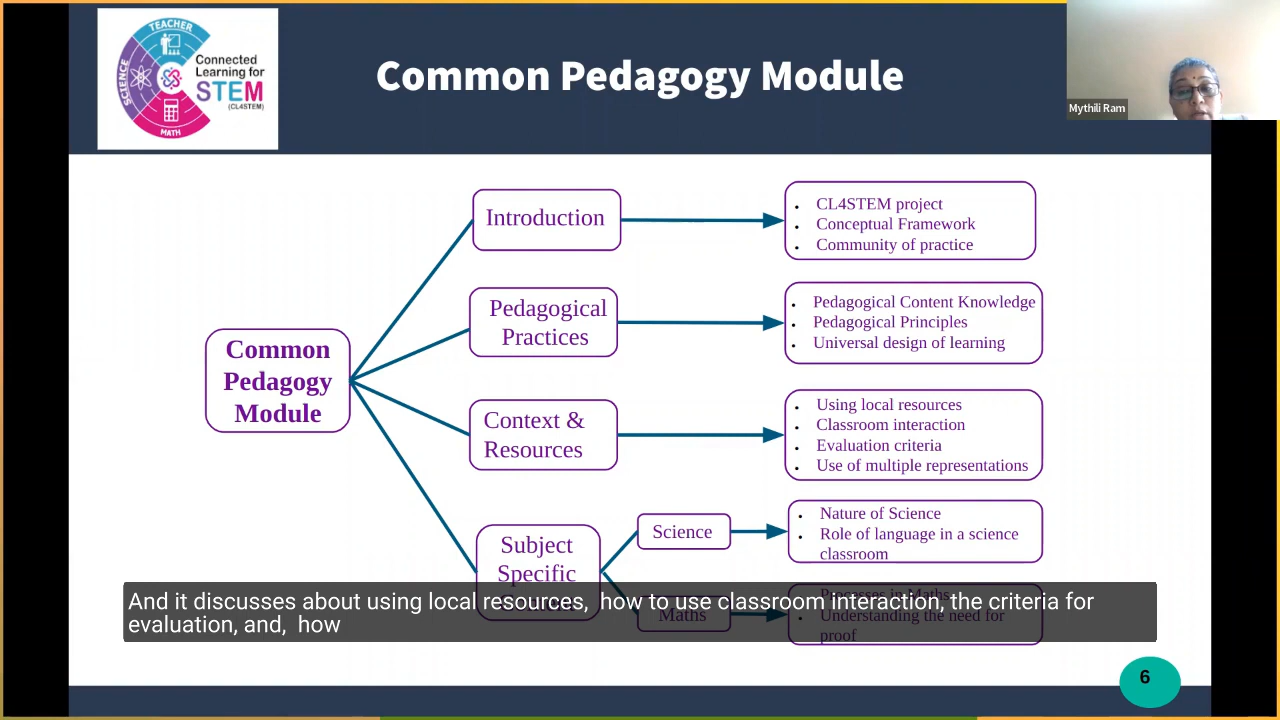 TEACHER
SCIENCE
MATH
Connected
Learning for
STEM
(CL4STEM)
Common Pedagogy Module
Mythili Ram
Introduction
CL4STEM project
Conceptual Framework
Community of practice
Pedagogical
Practices
Pedagogical Content Knowledge
Pedagogical Principles
Universal design of learning
Common
Pedagogy
Module
Context &
Resources
Using local resources
Classroom interaction
Evaluation criteria
Use of multiple representations
Subject
Specific
Science
Nature of Science
Role of language in a science
classroom
Maths
Processes in Maths
Understanding the need for
proof
And it discusses about using local resources, how to use classroom interaction, the criteria for
evaluation, and, how
6